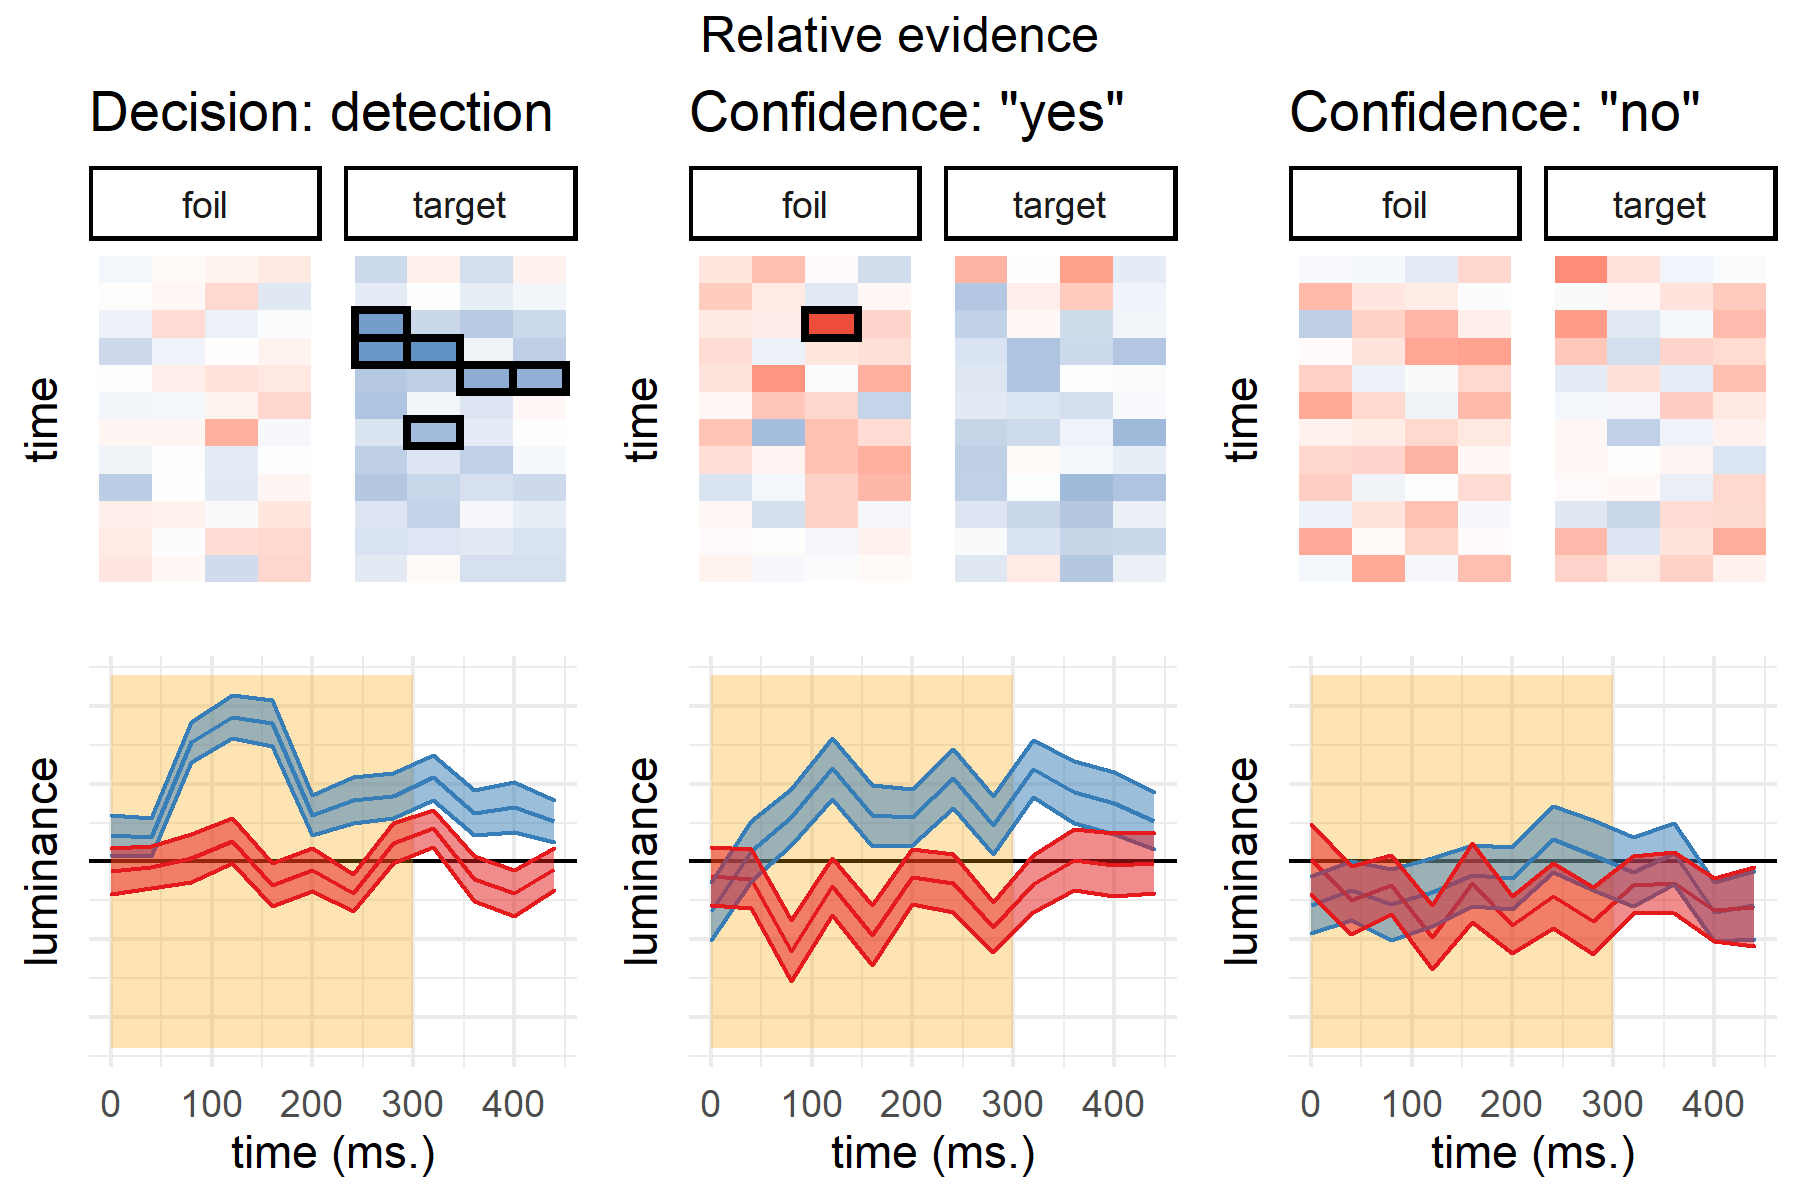 Relative evidence
Decision: detection
Confidence: "yes"
Confidence: "no"
foil
target
foil
target
foil
target
time
time
time
luminance
luminance
luminance
0 100 200 300 400
0 100 200 300 400
0 100 200 300 400
time (ms.)
time (ms.)
time (ms.)